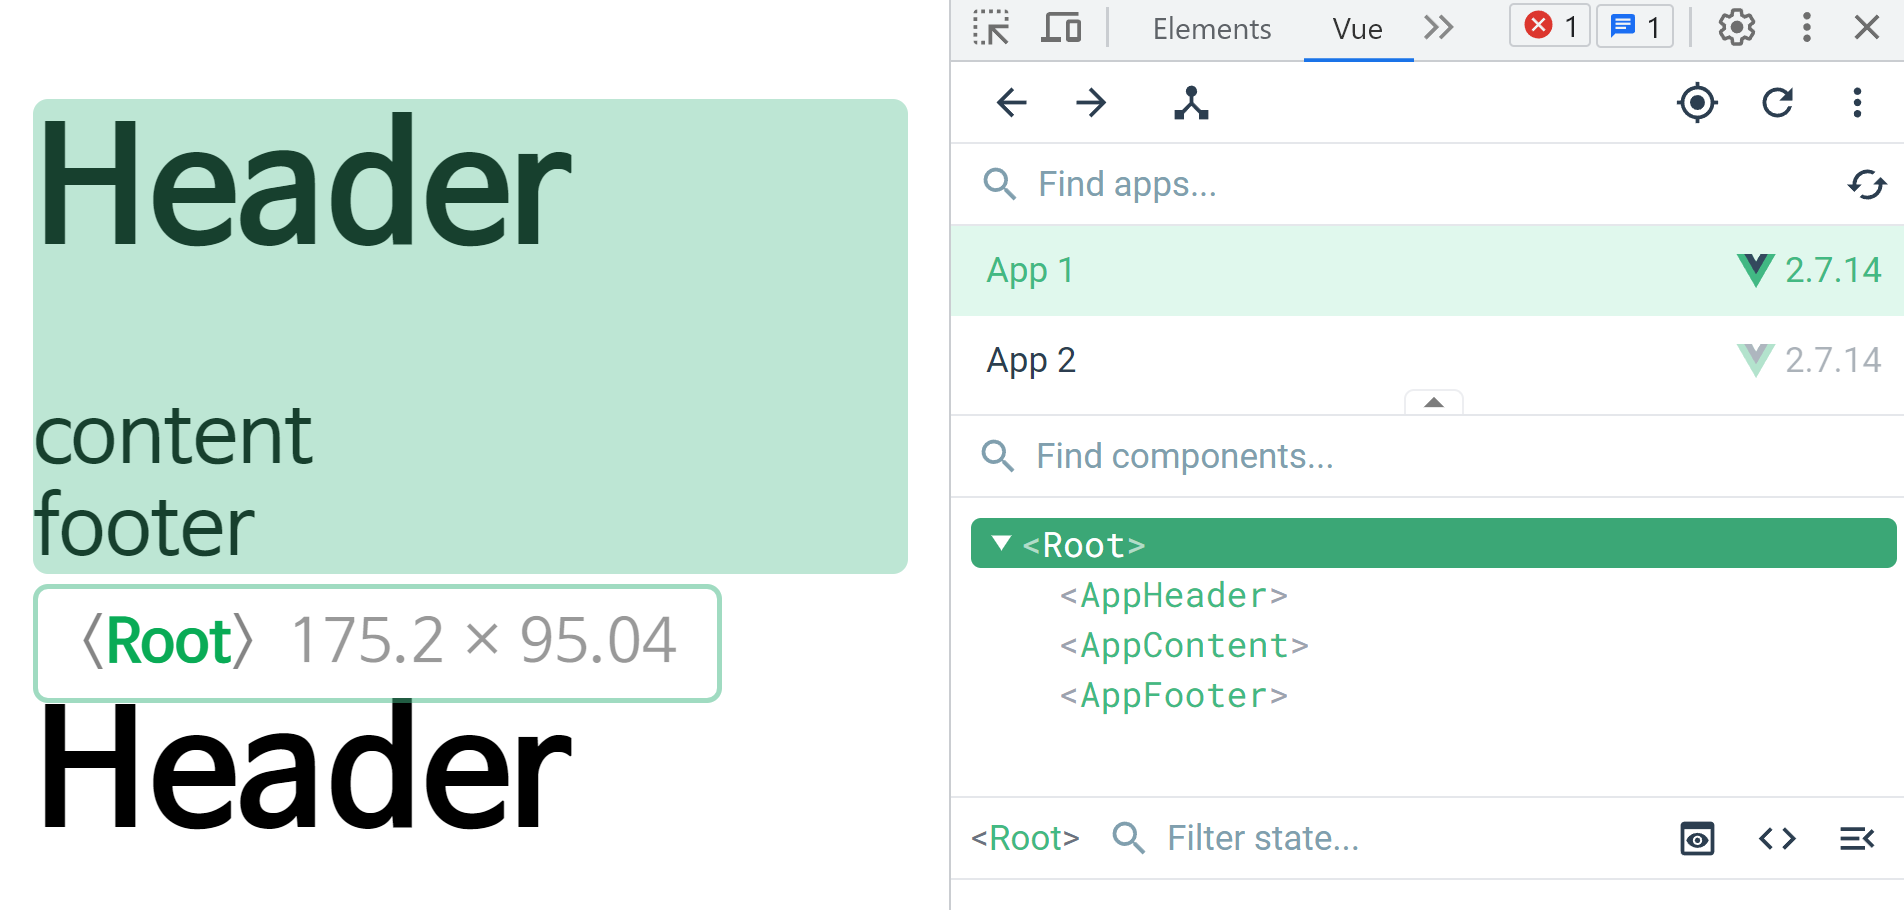 Header
content
footer
〈Root〉 175.2 × 95.04
Header
Elements Vue 1 1
Find apps...
App 1 2.7.14
App 2 2.7.14
Find components...
<Root>
<AppHeader>
<AppContent>
<AppFooter>
<Root> Filter state...